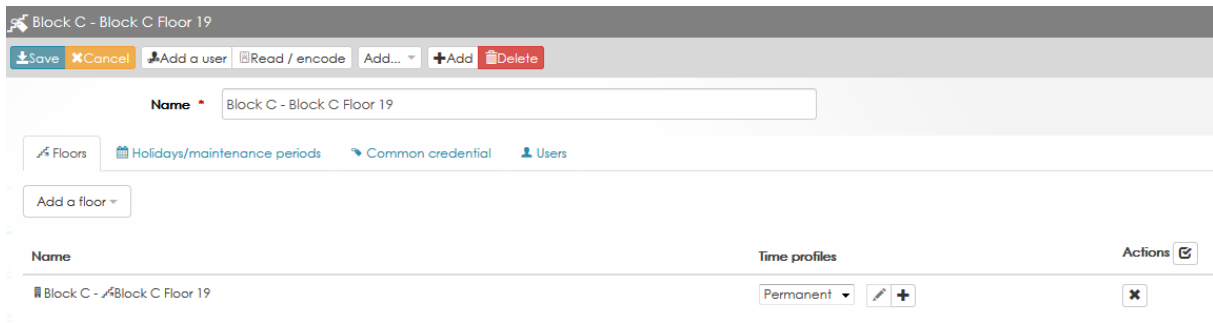 Block C - Block C Floor 19
Save Cancel Add a user Read / encode Add... Add Delete
Name * Block C - Block C Floor 19
Floors Holidays/maintenance periods Common credential Users
Add a floor
Name Time profiles Actions
Block C - Block C Floor 19 Permanent